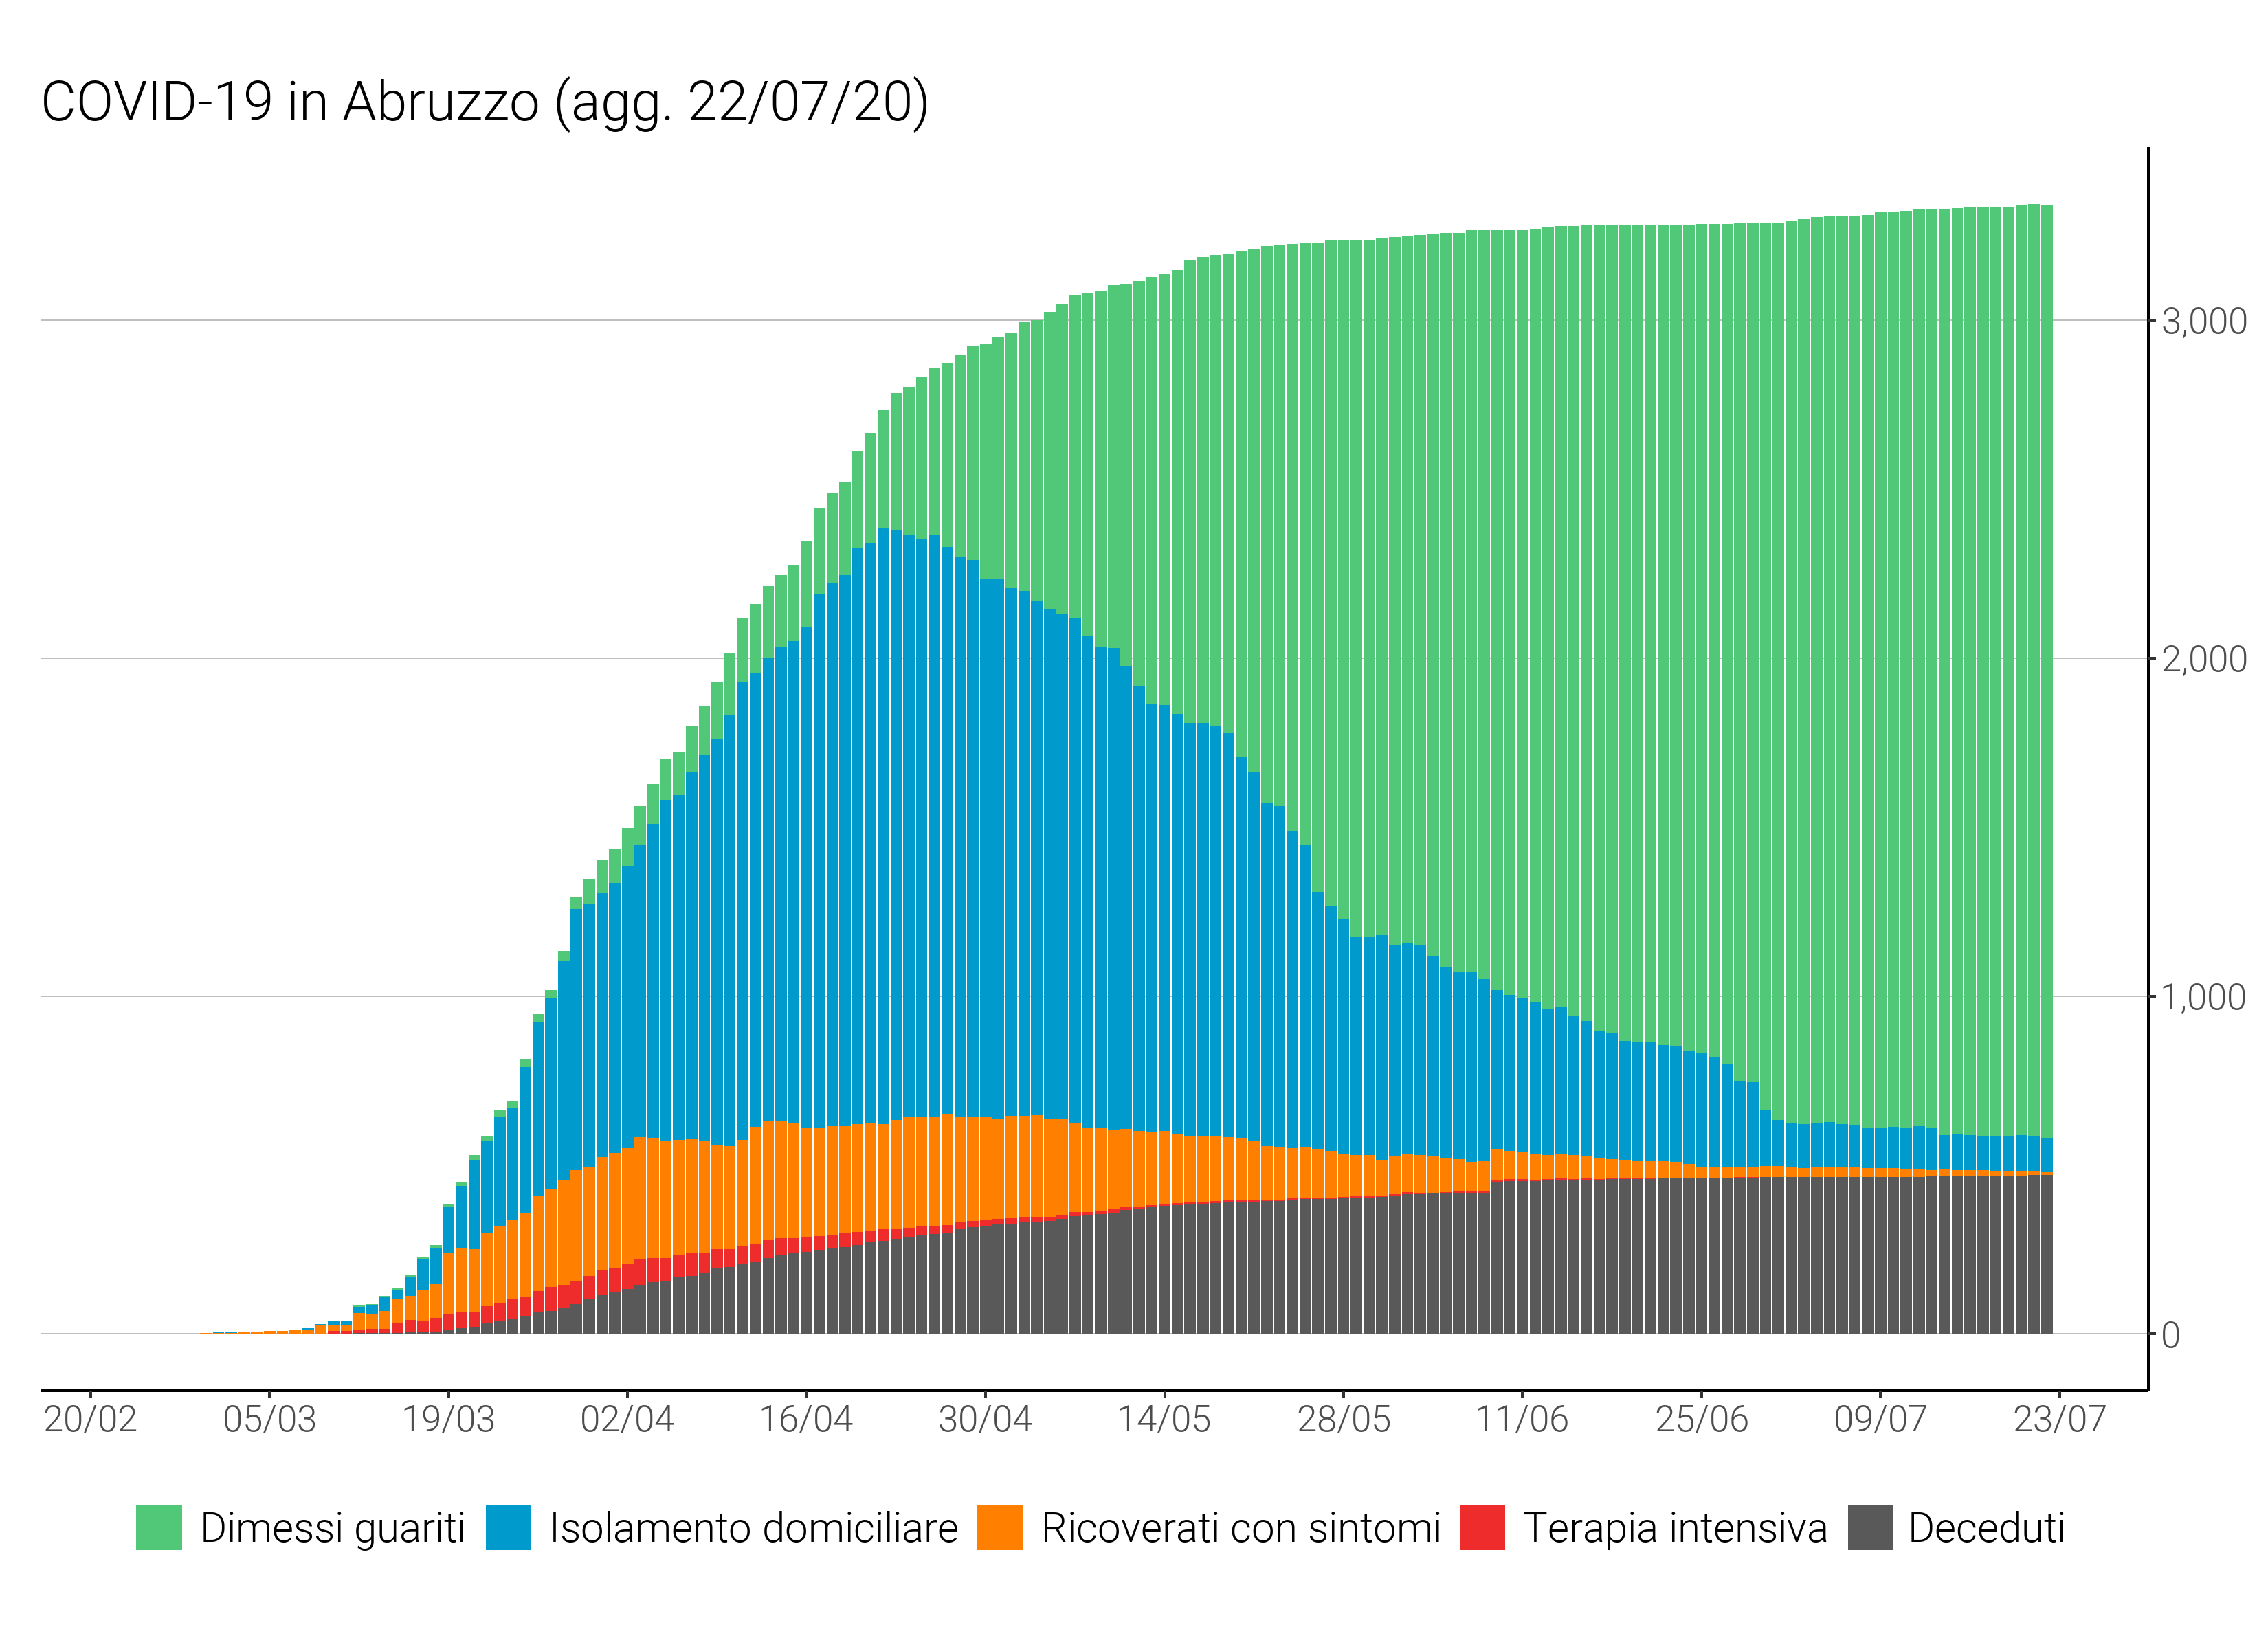 COVID-19 in Abruzzo (agg. 22/07/20)
3,000
2,000
1,000
0
20/02 05/03 19/03 02/04 16/04 30/04 14/05 28/05 11/06 25/06 09/07 23/07
Dimessi guariti Isolamento domiciliare Ricoverati con sintomi Terapia intensiva Deceduti